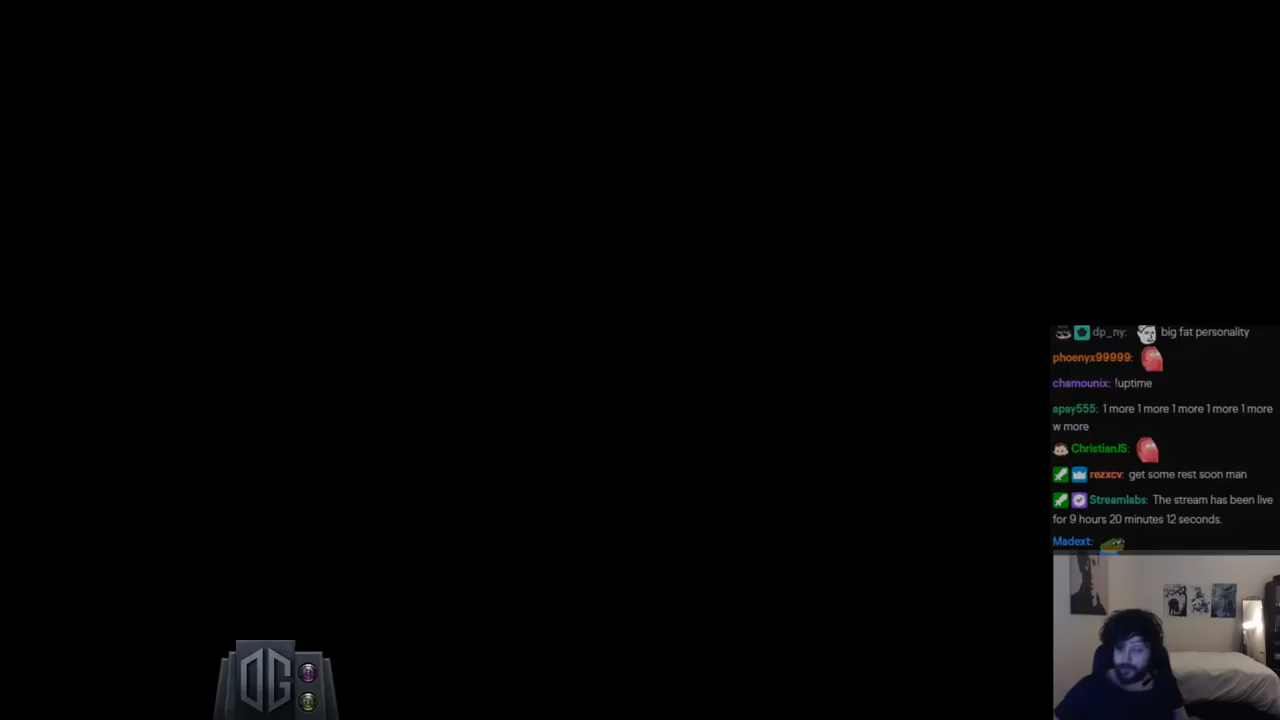 dp_ny: big fat personality
phoenyx99999:
chamounix: !uptime
apay555: 1 more 1 more 1 more 1 more 1 more
w more
ChristianJS:
rezxcv: get some rest soon man
Streamlabs: The stream has been live
for 9 hours 20 minutes 12 seconds.
Madext:
OG